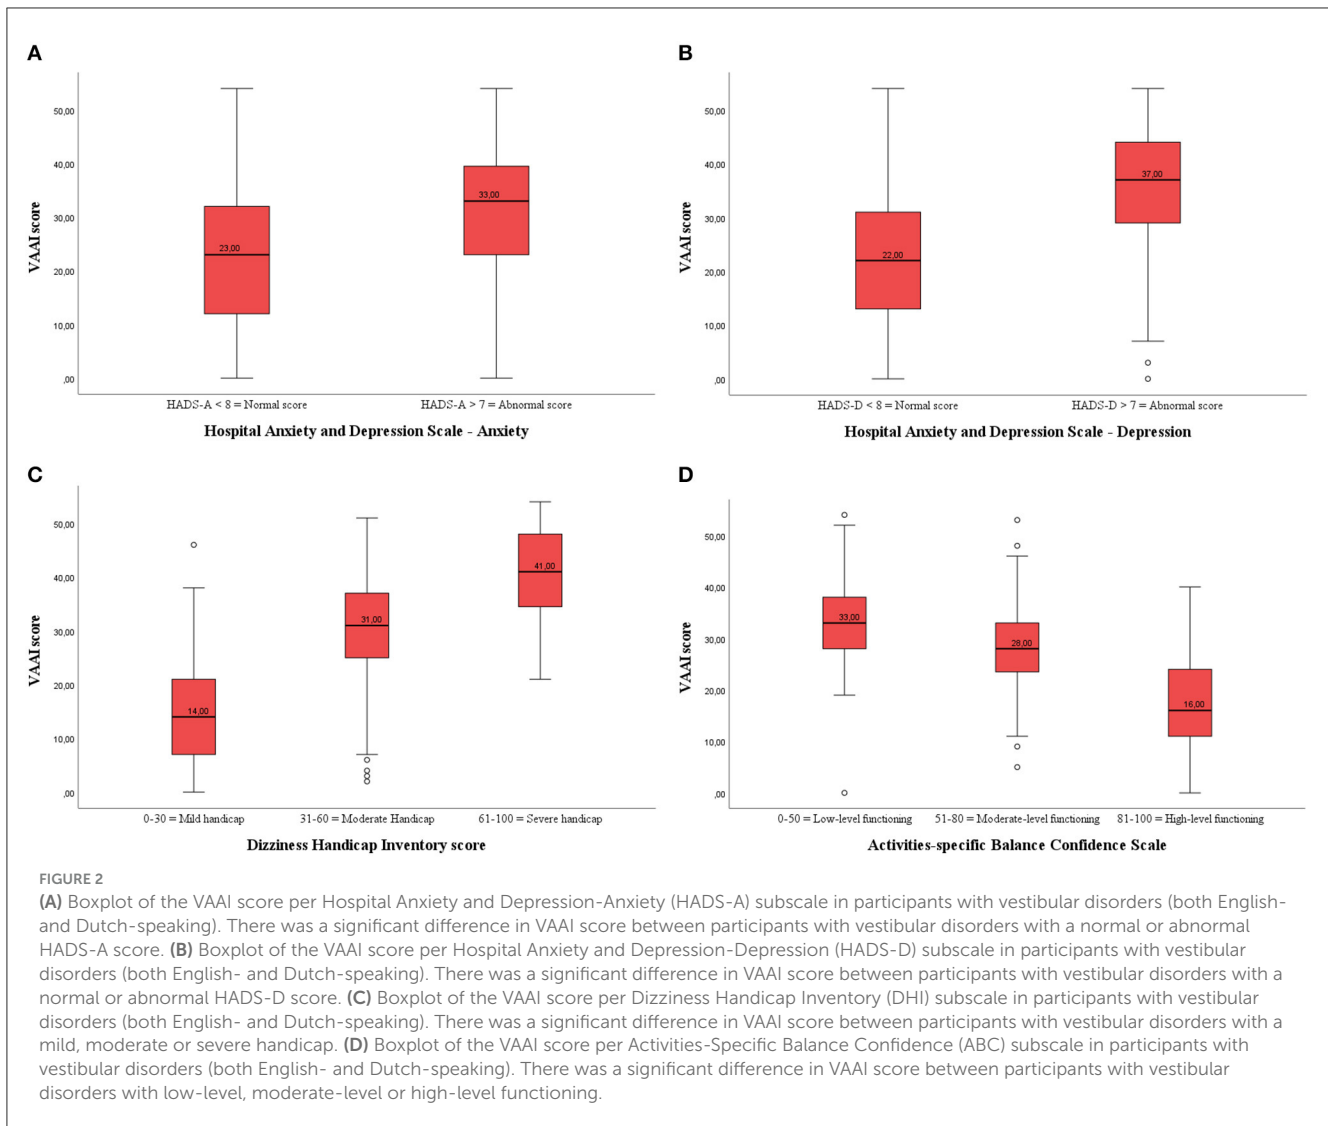 A
50,00
40,00
30,00
20,00
10,00
,00
VAAI score
23,00
33,00
HADS-A < 8 = Normal score
HADS-A > 7 = Abnormal score
Hospital Anxiety and Depression Scale - Anxiety
B
50,00
40,00
30,00
20,00
10,00
,00
VAAI score
22,00
37,00
HADS-D < 8 = Normal score
HADS-D > 7 = Abnormal score
Hospital Anxiety and Depression Scale - Depression
C
50,00
40,00
30,00
20,00
10,00
,00
VAAI score
14,00
31,00
41,00
0-30 = Mild handicap
31-60 = Moderate Handicap
61-100 = Severe handicap
Dizziness Handicap Inventory score
D
50,00
40,00
30,00
20,00
10,00
,00
VAAI score
33,00
28,00
16,00
0-50 = Low-level functioning
51-80 = Moderate-level functioning
81-100 = High-level functioning
Activities-specific Balance Confidence Scale
FIGURE 2
(A) Boxplot of the VAAI score per Hospital Anxiety and Depression-Anxiety (HADS-A) subscale in participants with vestibular disorders (both English-
and Dutch-speaking). There was a significant difference in VAAI score between participants with vestibular disorders with a normal or abnormal
HADS-A score. (B) Boxplot of the VAAI score per Hospital Anxiety and Depression-Depression (HADS-D) subscale in participants with vestibular
disorders (both English- and Dutch-speaking). There was a significant difference in VAAI score between participants with vestibular disorders with a
normal or abnormal HADS-D score. (C) Boxplot of the VAAI score per Dizziness Handicap Inventory (DHI) subscale in participants with vestibular
disorders (both English- and Dutch-speaking). There was a significant difference in VAAI score between participants with vestibular disorders with a
mild, moderate or severe handicap. (D) Boxplot of the VAAI score per Activities-Specific Balance Confidence (ABC) subscale in participants with
vestibular disorders (both English- and Dutch-speaking). There was a significant difference in VAAI score between participants with vestibular
disorders with low-level, moderate-level or high-level functioning.